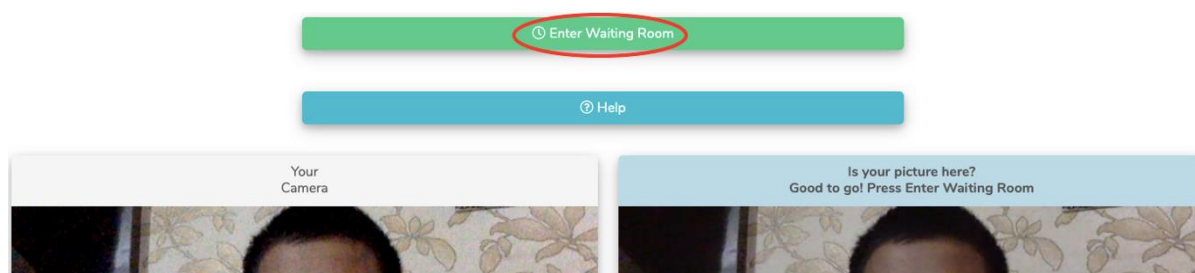 Enter Waiting Room
Help
Your
Camera
Is your picture here?
Good to go! Press Enter Waiting Room